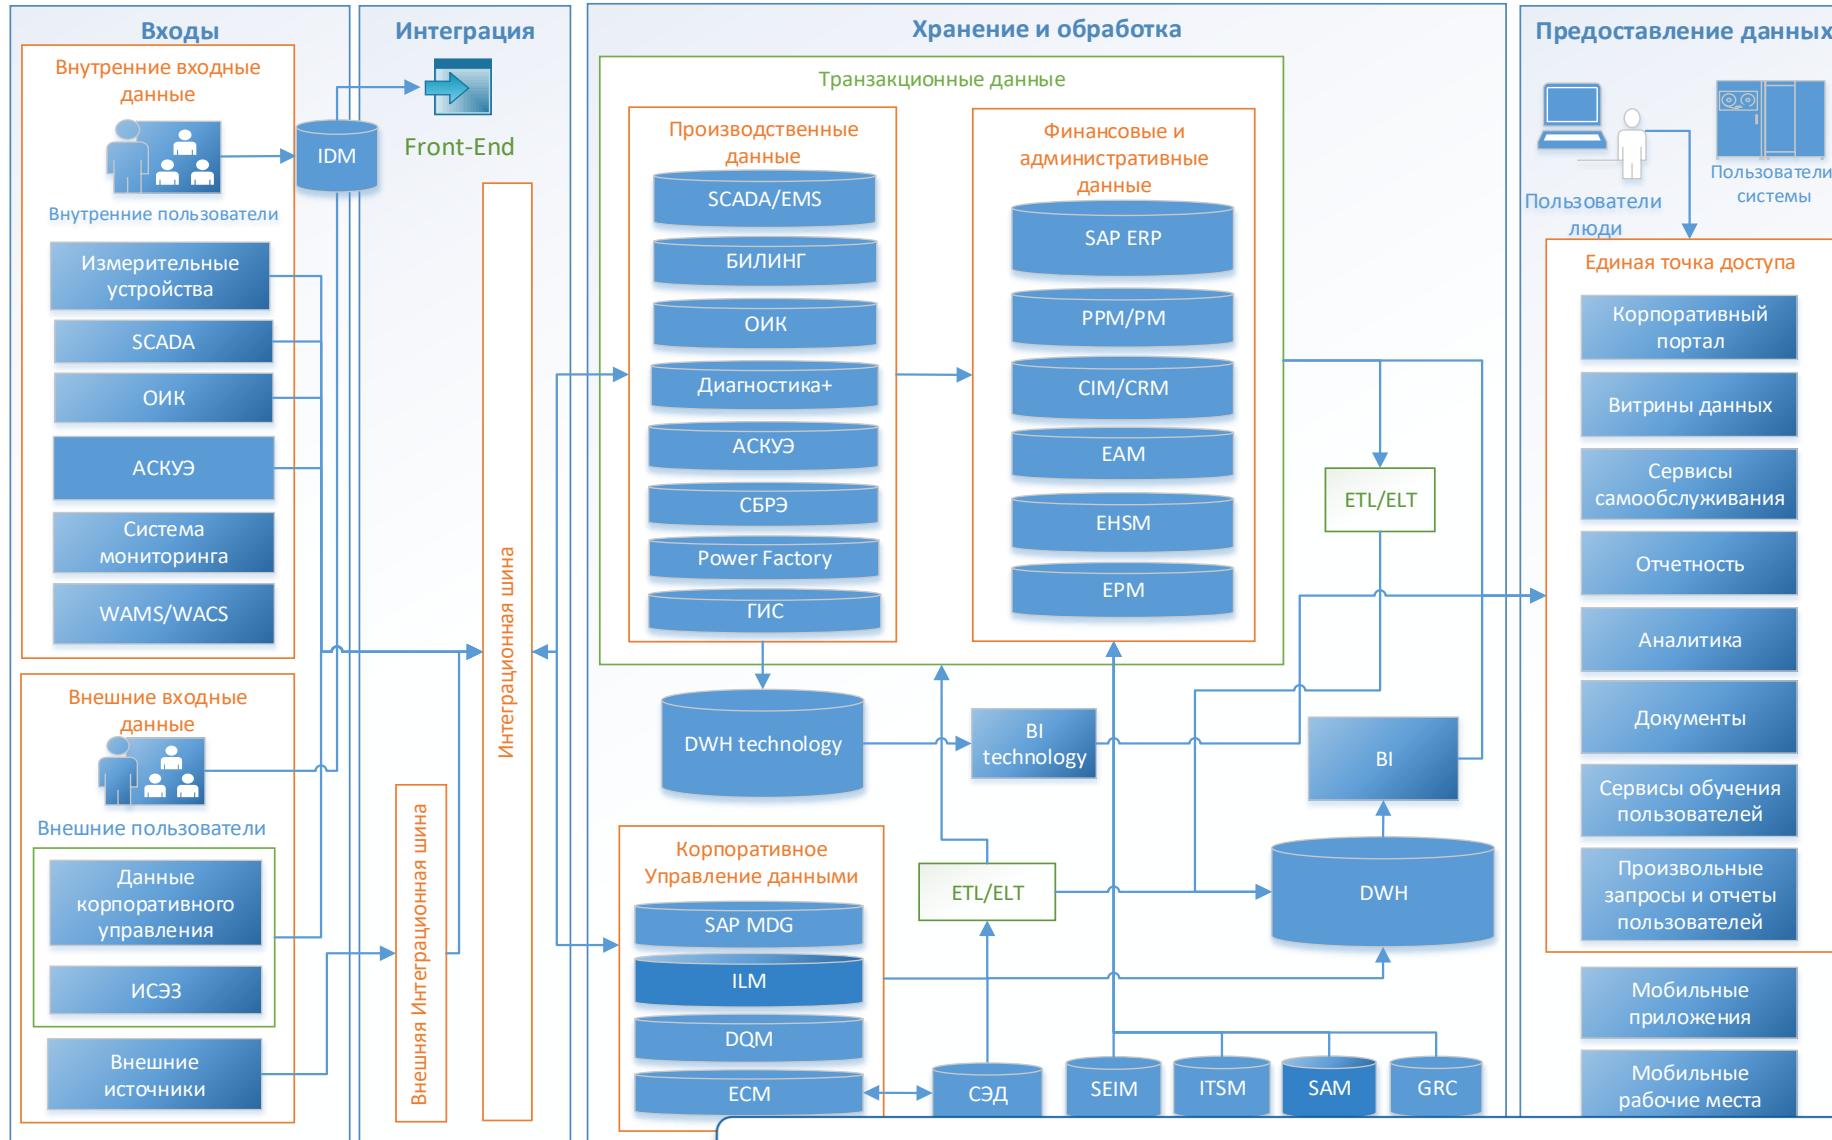 Входы
Внутренние входные
данные
Внутренние пользователи
IDM
Измерительные
устройства
SCADA
ОИК
АСКУЭ
Система
мониторинга
WAMS/WACS
Внешние входные
данные
Внешние пользователи
Данные
корпоративного
управления
ИСЭЗ
Внешние
источники
Интеграция
Front-End
Интеграционная шина
Внешняя Интеграционная шина
Хранение и обработка
Транзакционные данные
Производственные
данные
SCADA/EMS
БИЛИНГ
ОИК
Диагностика+
АСКУЭ
СБРЭ
Power Factory
ГИС
Финансовые и
административные
данные
SAP ERP
PPM/PM
CIM/CRM
EAM
EHSM
EPM
ETL/ELT
DWH technology
BI
technology
BI
Корпоративное
Управление данными
SAP MDG
ILM
DQM
ECM
ETL/ELT
DWH
СЭД
SEIM
ITSM
SAM
GRC
Предоставление данных
Пользователи
люди
Пользователи
системы
Единая точка доступа
Корпоративный
портал
Витрины данных
Сервисы
самообслуживания
Отчетность
Аналитика
Документы
Сервисы обучения
пользователей
Произвольные
запросы и отчеты
пользователей
Мобильные
приложения
Мобильные
рабочие места